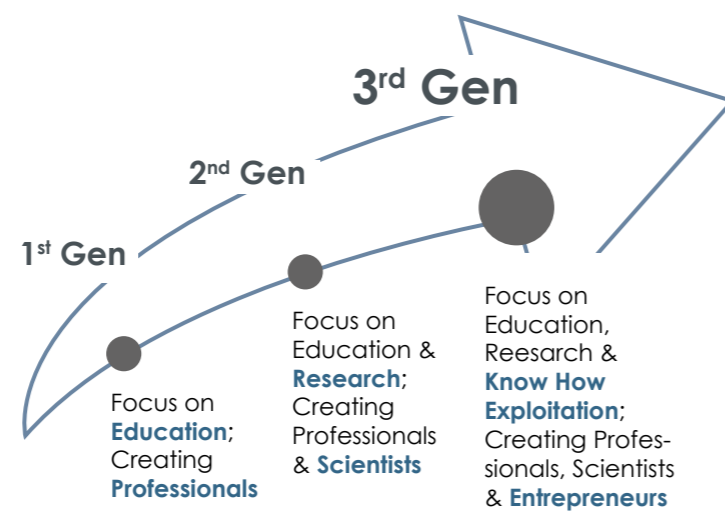 3rd Gen
2nd Gen
1st Gen
Focus on
Education;
Creating
Professionals
Focus on
Education &
Research;
Creating
Professionals
& Scientists
Focus on
Education,
Reesarch &
Know How
Exploitation;
Creating Profes-
sionals, Scientists
& Entrepreneurs